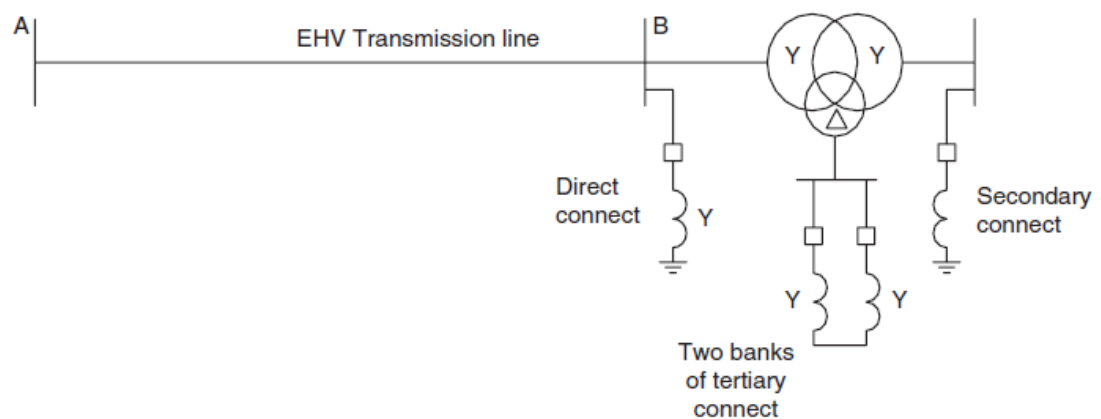 A
EHV Transmission line
B
Y
Y
Direct
connect
Y
Secondary
connect
Y
Y
Two banks
of tertiary
connect